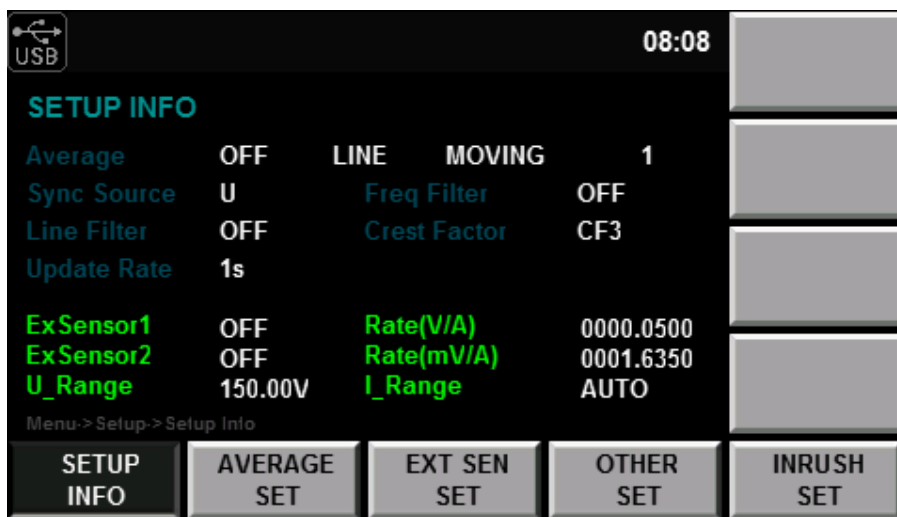 USB
08:08
SETUP INFO
Average OFF LINE MOVING 1
Sync Source U Freq Filter OFF
Line Filter OFF Crest Factor CF3
Update Rate 1s
ExSensor1 OFF Rate(V/A) 0000.0500
ExSensor2 OFF Rate(mV/A) 0001.6350
U_Range 150.00V I_Range AUTO
Menu->Setup->Setup Info
SETUP INFO
AVERAGE SET
EXT SEN SET
OTHER SET
INRUSH SET